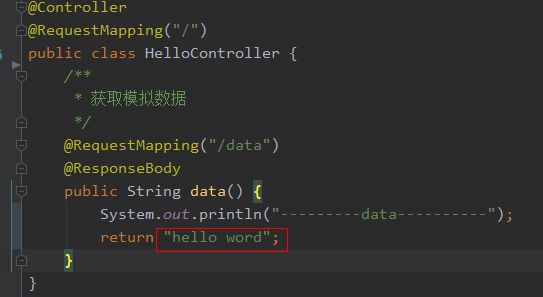 @Controller
@RequestMapping("/")
public class HelloController {
/**
* 获取模拟数据
*/
@RequestMapping("/data")
@ResponseBody
public String data() {
System.out.println("---------data----------");
return "hello word";
}
}